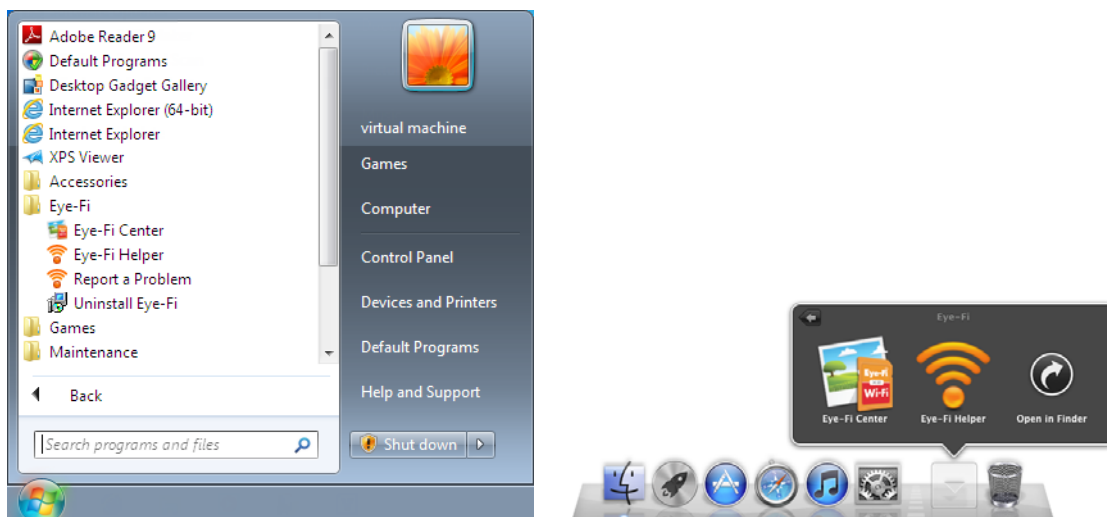 Adobe Reader 9
Default Programs
Desktop Gadget Gallery
Internet Explorer (64-bit)
Internet Explorer
XPS Viewer
Accessories
Eye-Fi
Eye-Fi Center
Eye-Fi Helper
Report a Problem
Uninstall Eye-Fi
Games
Maintenance
Back
Search programs and files
virtual machine
Games
Computer
Control Panel
Devices and Printers
Default Programs
Help and Support
Shut down
Eye-Fi
Eye-Fi
Wi-Fi
Eye-Fi Center
Eye-Fi Helper
Open in Finder